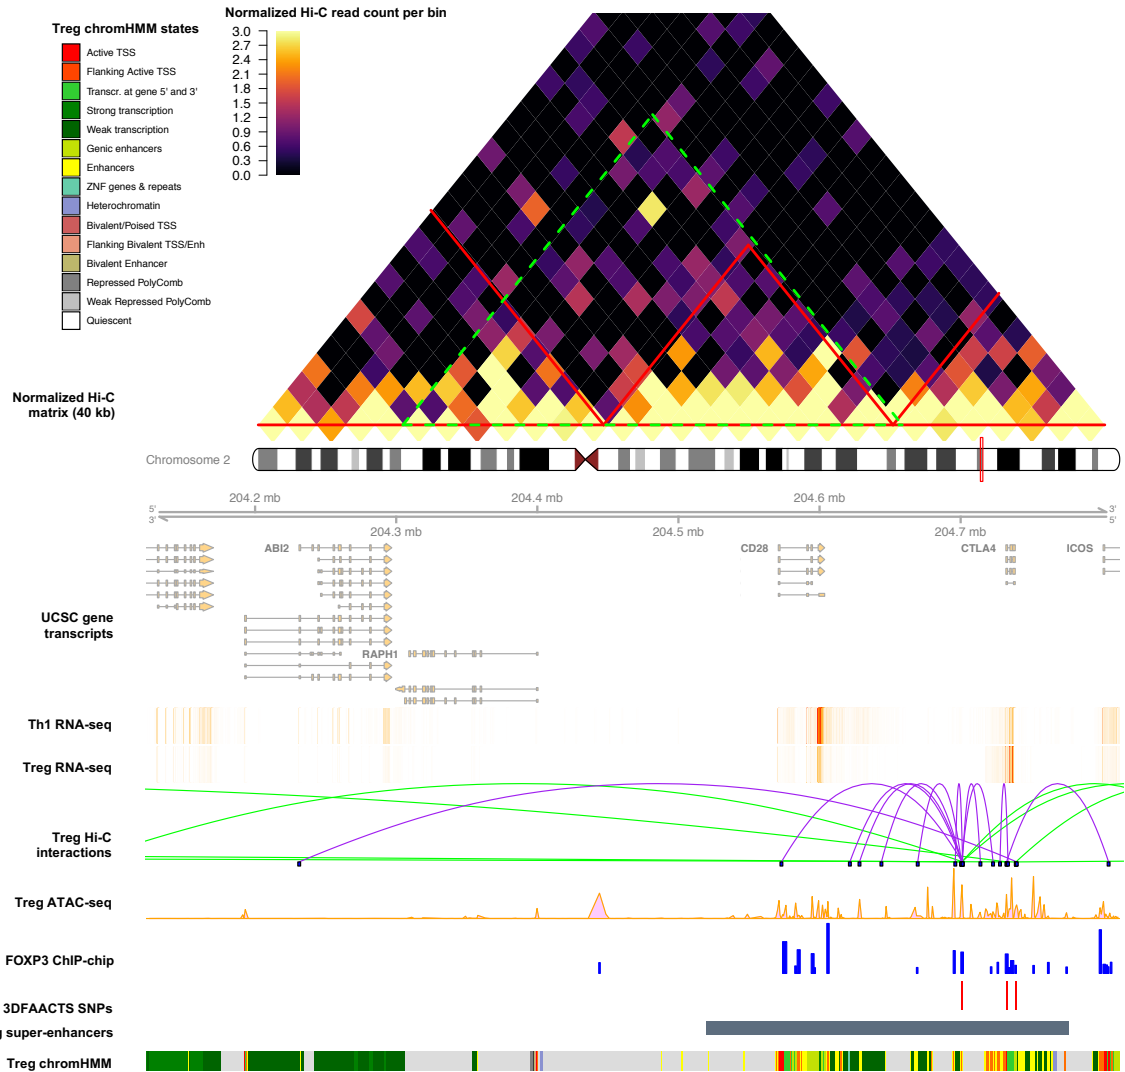 Normalized Hi-C read count per bin
Treg chromHMM states
Active TSS
Flanking Active TSS
Transcr. at gene 5' and 3'
Strong transcription
Weak transcription
Genic enhancers
Enhancers
ZNF genes & repeats
Heterochromatin
Bivalent/Poised TSS
Flanking Bivalent TSS/Enh
Bivalent Enhancer
Repressed PolyComb
Weak Repressed PolyComb
Quiescent
3.0
2.7
2.4
2.1
1.8
1.5
1.2
0.9
0.6
0.3
0.0
Normalized Hi-C
matrix (40 kb)
Chromosome 2
204.2 mb
204.4 mb
204.6 mb
5'
3'
3'
5'
204.3 mb
204.5 mb
204.7 mb
ABI2
CD28
CTLA4
ICOS
UCSC gene
transcripts
RAPH1
Th1 RNA-seq
Treg RNA-seq
Treg Hi-C
interactions
Treg ATAC-seq
FOXP3 ChIP-chip
3DFAACTS SNPs
g super-enhancers
Treg chromHMM